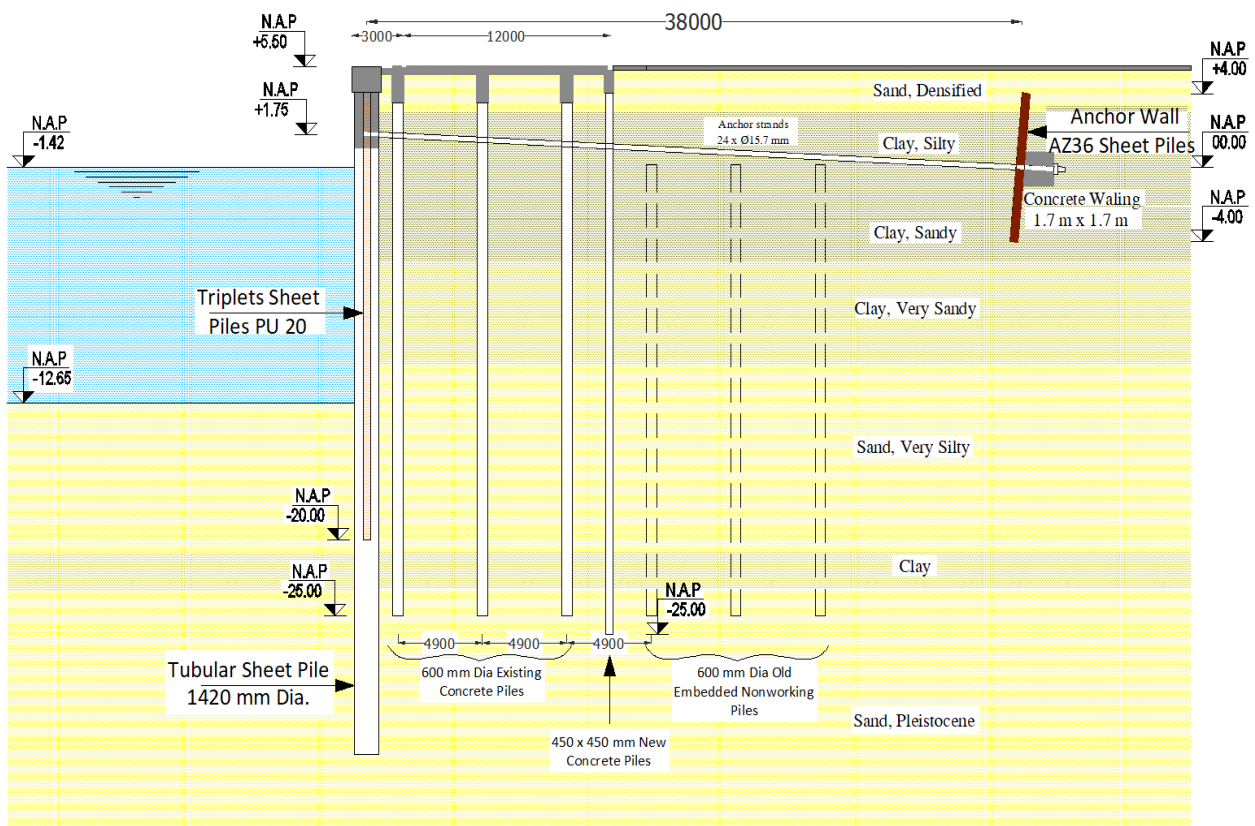 38000
3000
12000
N.A.P
+5.50
N.A.P
+1.75
N.A.P
-1.42
N.A.P
+4.00
Sand, Densified
Anchor strands
24 x Ø15.7 mm
Clay, Silty
Anchor Wall
AZ36 Sheet Piles
N.A.P
00.00
Concrete Waling
1.7 m x 1.7 m
N.A.P
-4.00
Clay, Sandy
Triplets Sheet
Piles PU 20
Clay, Very Sandy
N.A.P
-12.65
Sand, Very Silty
N.A.P
-20.00
Clay
N.A.P
-25.00
N.A.P
-25.00
4900
4900
4900
Tubular Sheet Pile
1420 mm Dia.
600 mm Dia Existing
Concrete Piles
600 mm Dia Old
Embedded Nonworking
Piles
Sand, Pleistocene
450 x 450 mm New
Concrete Piles